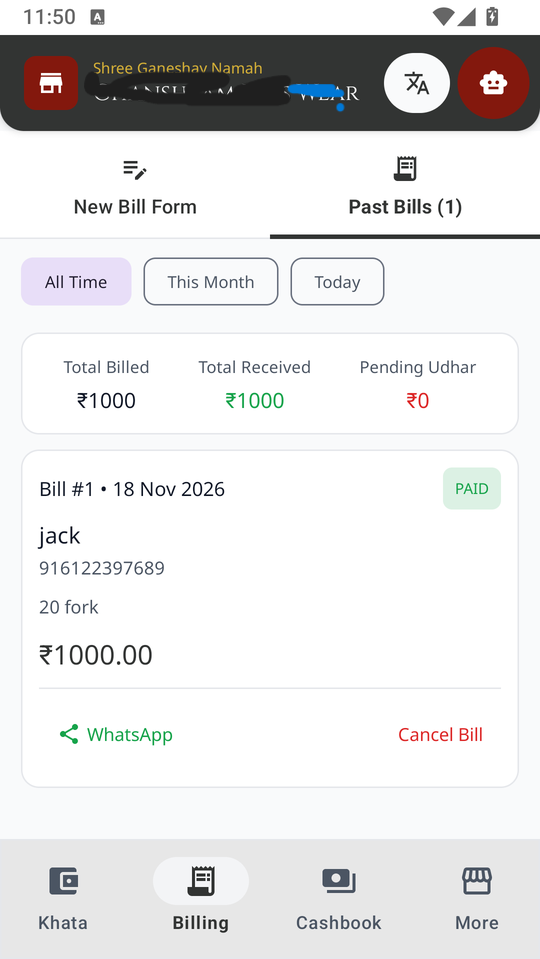 11:50
A
Shree Ganeshay Namah
New Bill Form
Past Bills (1)
All Time
This Month
Today
Total Billed
Total Received
Pending Udhar
₹1000
₹1000
₹0
Bill #1 • 18 Nov 2026
PAID
jack
916122397689
20 fork
₹1000.00
WhatsApp
Cancel Bill
Khata
Billing
Cashbook
More